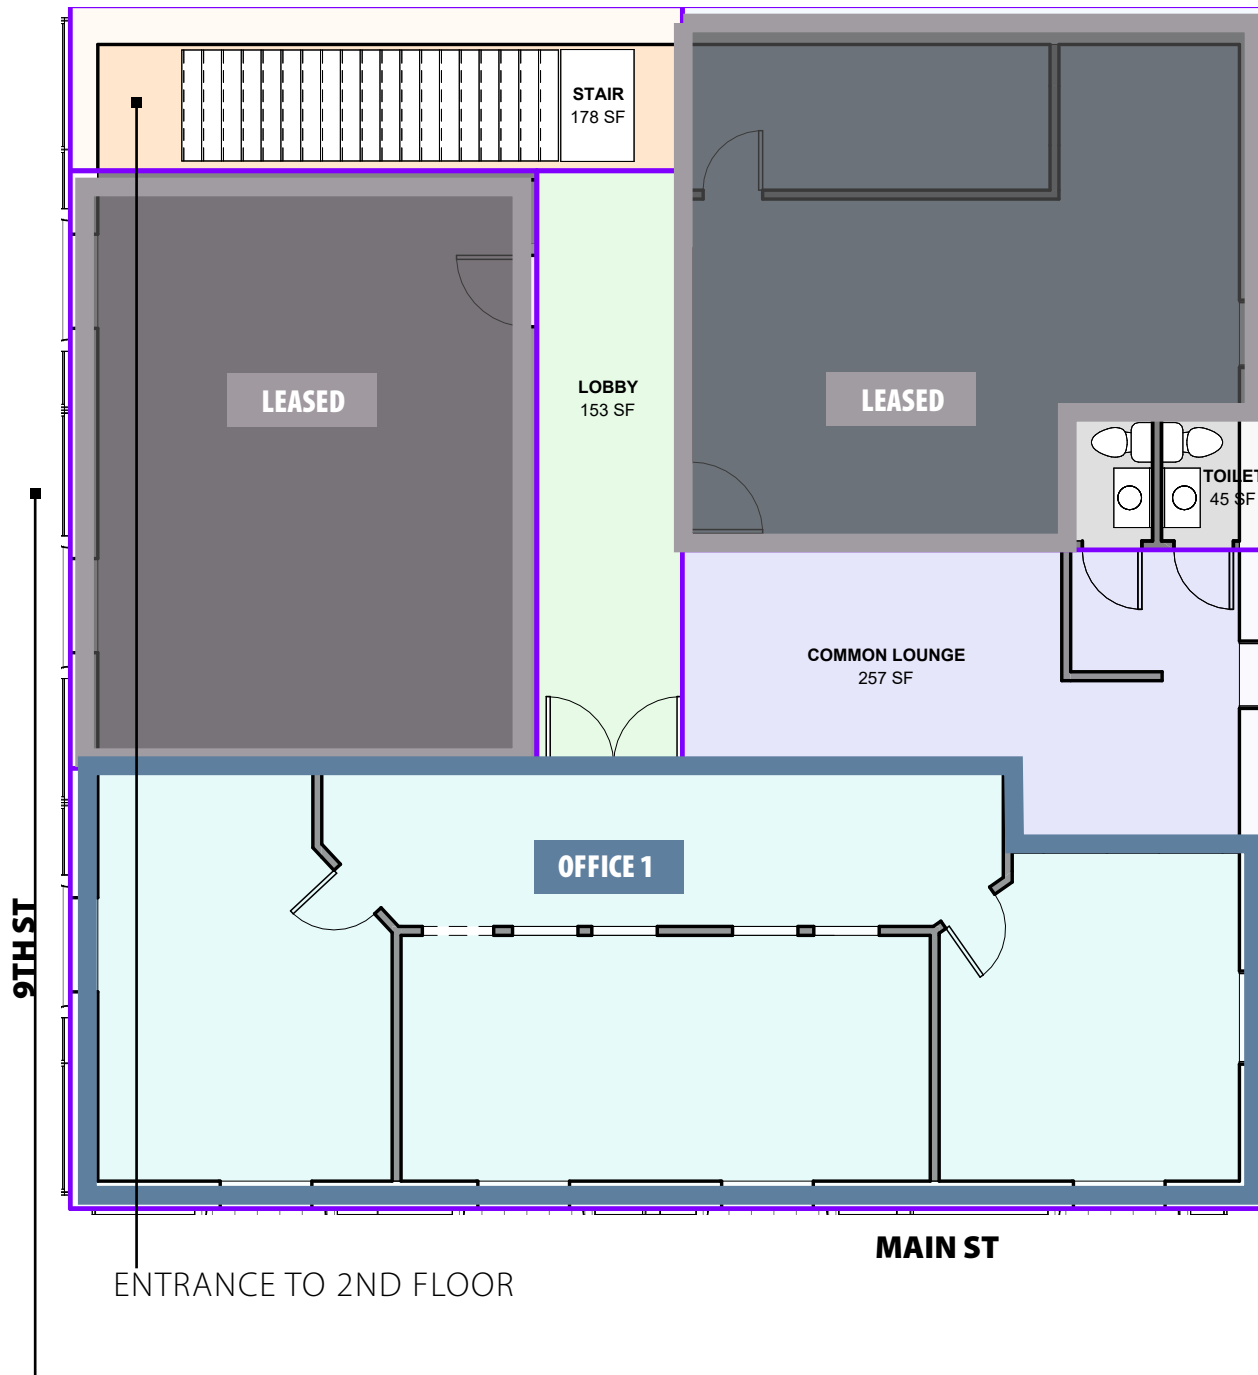 STAIR
178 SF
LEASED
LOBBY
153 SF
LEASED
TOILET
45 SF
COMMON LOUNGE
257 SF
OFFICE 1
9TH ST
MAIN ST
ENTRANCE TO 2ND FLOOR